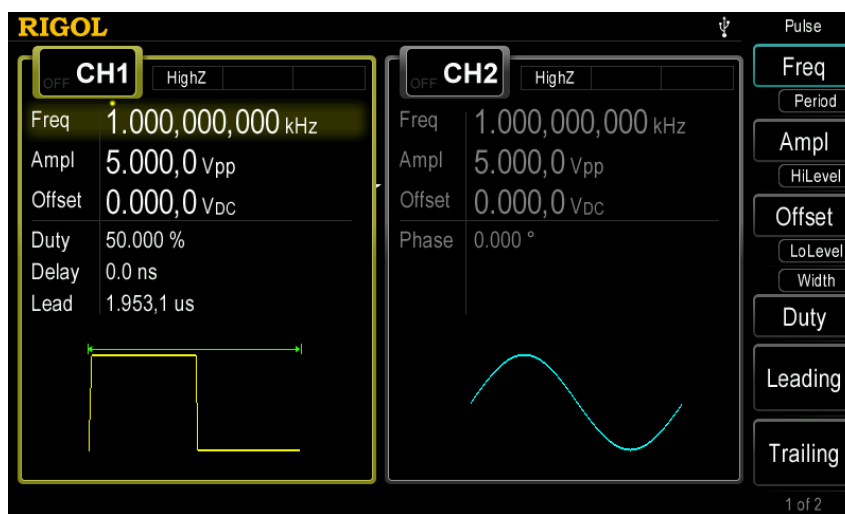 RIGOL
Pulse
OFF CH1 HighZ
Freq 1.000,000,000 kHz
Ampl 5.000,0 Vpp
Offset 0.000,0 VDC
Duty 50.000 %
Delay 0.0 ns
Lead 1.953,1 us
OFF CH2 HighZ
Freq 1.000,000,000 kHz
Ampl 5.000,0 Vpp
Offset 0.000,0 VDC
Phase 0.000 °
Freq
Period
Ampl
HiLevel
Offset
LoLevel
Width
Duty
Leading
Trailing
1 of 2